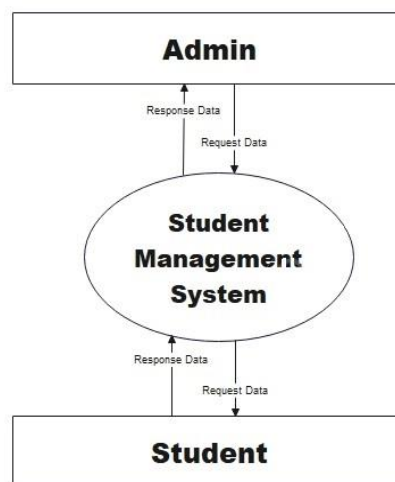 Admin
Response Data
Request Data
Student
Management
System
Response Data
Request Data
Student